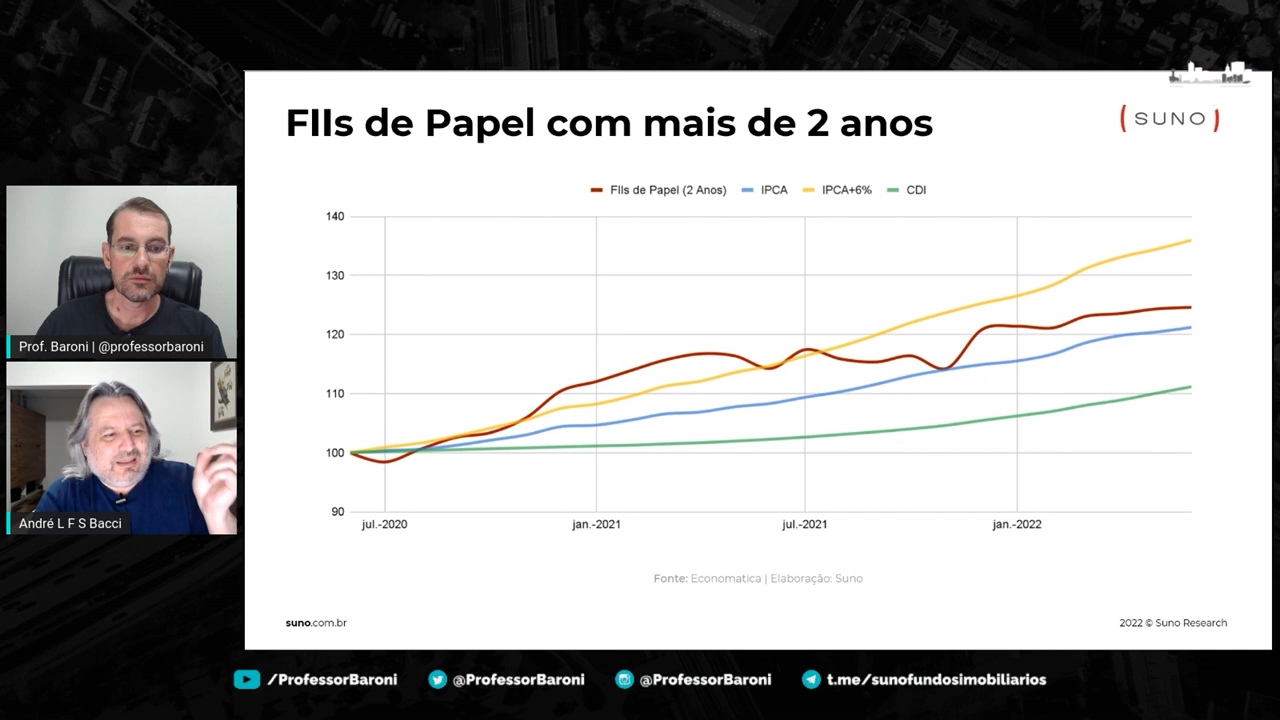 FIIs de Papel com mais de 2 anos
( SUNO )
FIIs de Papel (2 Anos) IPCA IPCA+6% CDI
140
130
120
110
100
90
jul.-2020 jan.-2021 jul.-2021 jan.-2022
Fonte: Economatica | Elaboração: Suno
suno.com.br 2022 © Suno Research
Prof. Baroni | @professorbaroni
André L F S Bacci
/ProfessorBaroni @ProfessorBaroni @ProfessorBaroni t.me/sunofundosimobiliarios